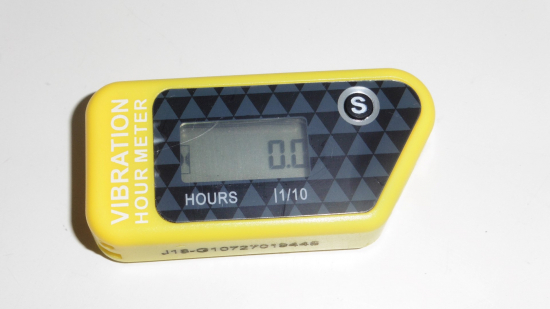 VIBRATION
HOUR METER
S
0.0
HOURS 1/10